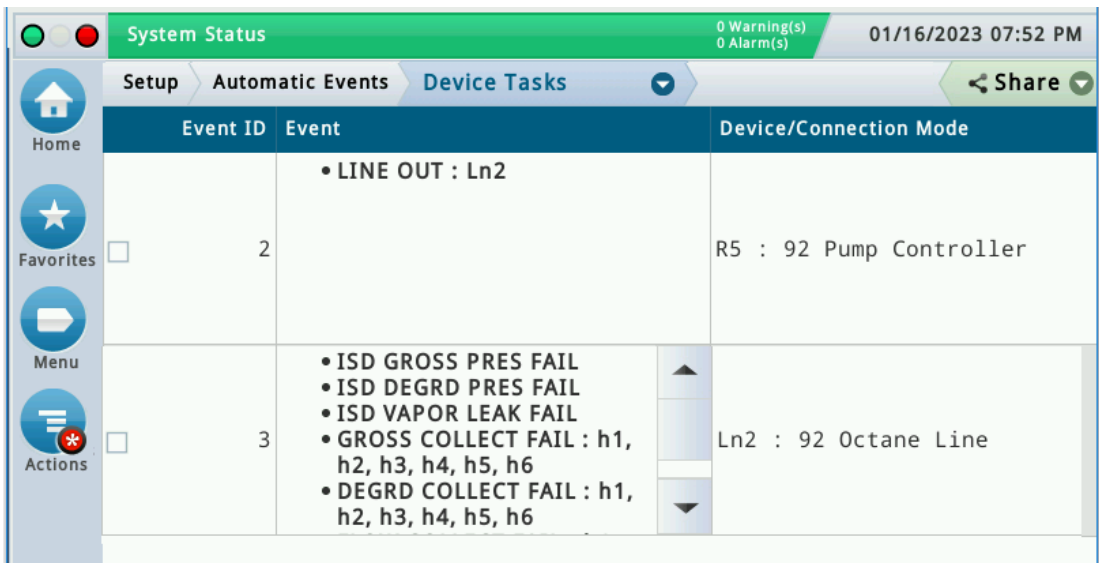 System Status
0 Warning(s)
0 Alarm(s)
01/16/2023 07:52 PM
Setup
Automatic Events
Device Tasks
Share
Home
Favorites
Menu
Actions
Event ID
Event
Device/Connection Mode
2
• LINE OUT : Ln2
R5 : 92 Pump Controller
3
• ISD GROSS PRES FAIL
• ISD DEGRD PRES FAIL
• ISD VAPOR LEAK FAIL
• GROSS COLLECT FAIL : h1,
h2, h3, h4, h5, h6
• DEGRD COLLECT FAIL : h1,
h2, h3, h4, h5, h6
Ln2 : 92 Octane Line